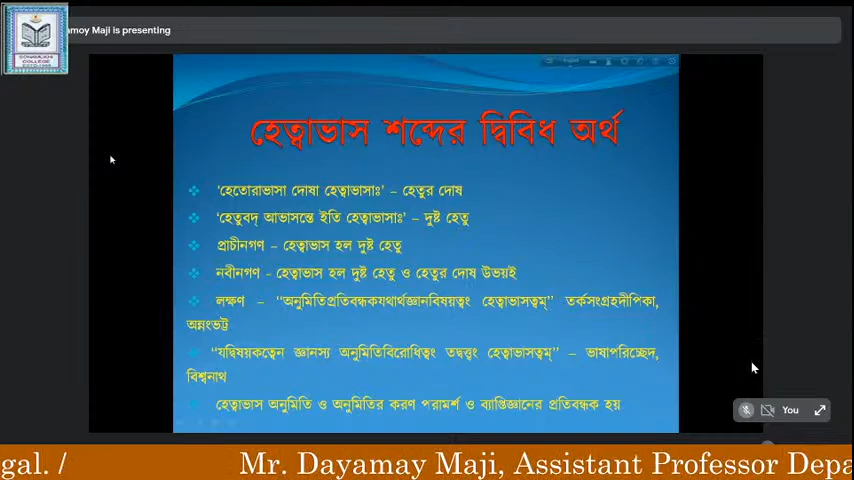 amoy Maji is presenting
হেত্বাভাস শব্দের দ্বিবিধ অর্থ
‘হেতোরাভাসা দোষা হেত্বাভাসাঃ’ – হেতুর দোষ
‘হেতুবদ্ আভাসন্তে ইতি হেত্বাভাসাঃ’ – দুষ্ট হেতু
প্রাচীনগণ – হেত্বাভাস হল দুষ্ট হেতু
নবীনগণ - হেত্বাভাস হল দুষ্ট হেতু ও হেতুর দোষ উভয়ই
লক্ষণ – “অনুমিতিপ্রতিবন্ধকযথার্থজ্ঞানবিষয়ত্বং হেত্বাভাসত্বম্” তর্কসংগ্রহদীপিকা,
অন্নংভট্ট
“যদ্বিষয়কত্বেন জ্ঞানস্য অনুমিতিবিরোধিত্বং তদ্বত্ত্বং হেত্বাভাসত্বম্” – ভাষাপরিচ্ছেদ,
বিশ্বনাথ
হেত্বাভাস অনুমিতি ও অনুমিতির করণ পরামর্শ ও ব্যাপ্তিজ্ঞানের প্রতিবন্ধক হয়
You
gal. / Mr. Dayamay Maji, Assistant Professor Depa